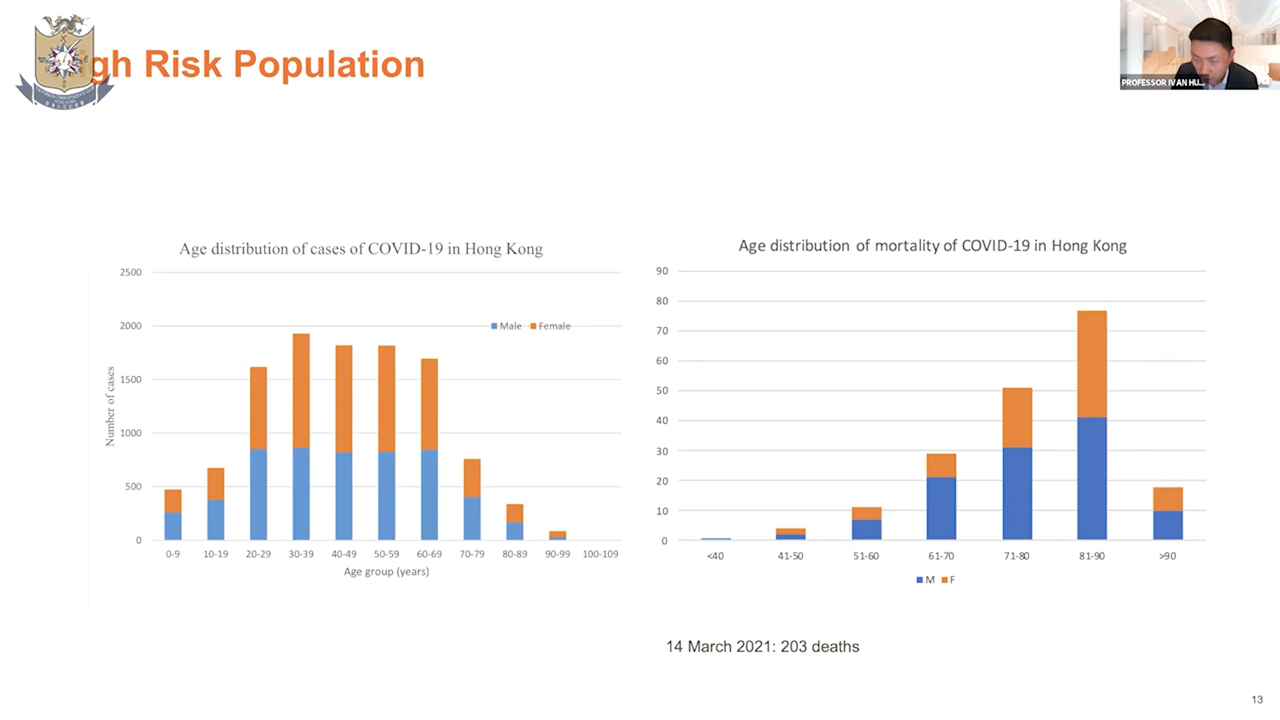 gh Risk Population
PROFESSOR IVAN HU...
Age distribution of cases of COVID-19 in Hong Kong
2500
2000
1500
1000
500
0
Number of cases
Male Female
0-9 10-19 20-29 30-39 40-49 50-59 60-69 70-79 80-89 90-99 100-109
Age group (years)
Age distribution of mortality of COVID-19 in Hong Kong
90
80
70
60
50
40
30
20
10
0
<40 41-50 51-60 61-70 71-80 81-90 >90
M F
14 March 2021: 203 deaths
13